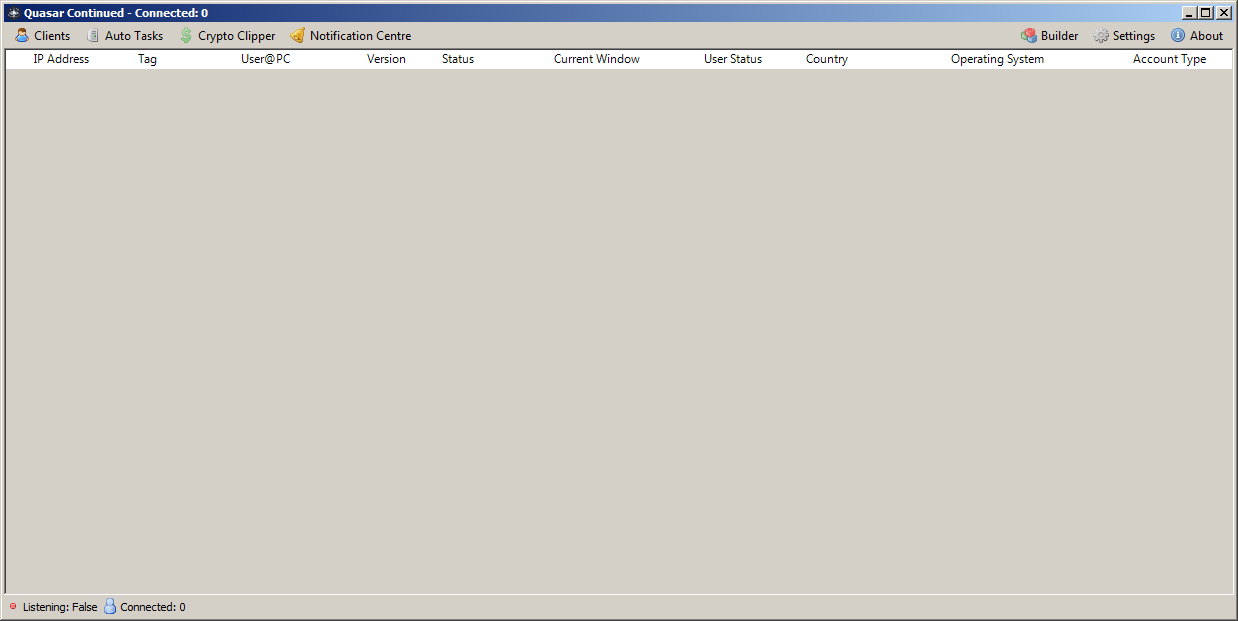 Quasar Continued - Connected: 0
Clients Auto Tasks Crypto Clipper Notification Centre Builder Settings About
IP Address Tag User@PC Version Status Current Window User Status Country Operating System Account Type
Listening: False Connected: 0